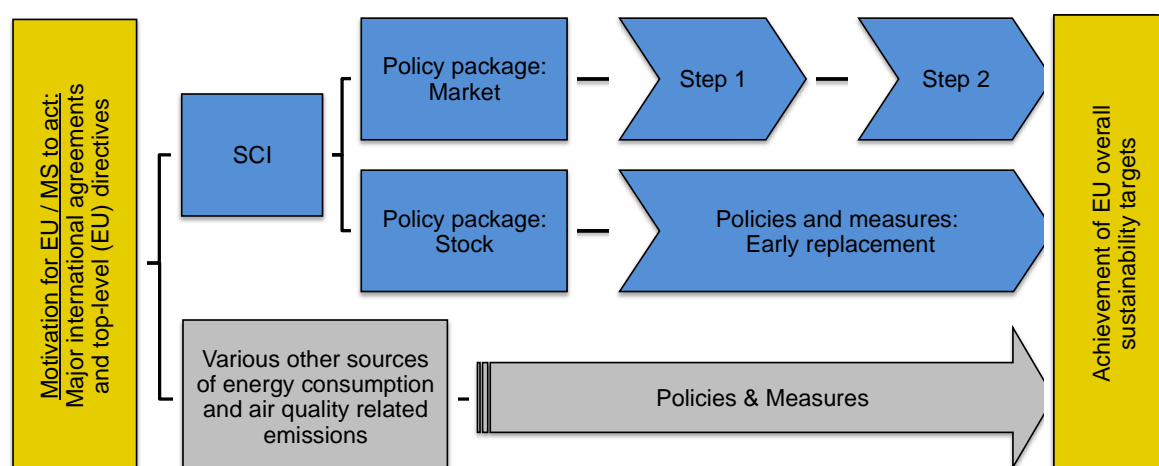 Motivation for EU / MS to act:
Major international agreements
and top-level (EU) directives
SCI
Policy package:
Market
Step 1
Step 2
Policy package:
Stock
Policies and measures:
Early replacement
Various other sources
of energy consumption
and air quality related
emissions
Policies & Measures
Achievement of EU overall
sustainability targets